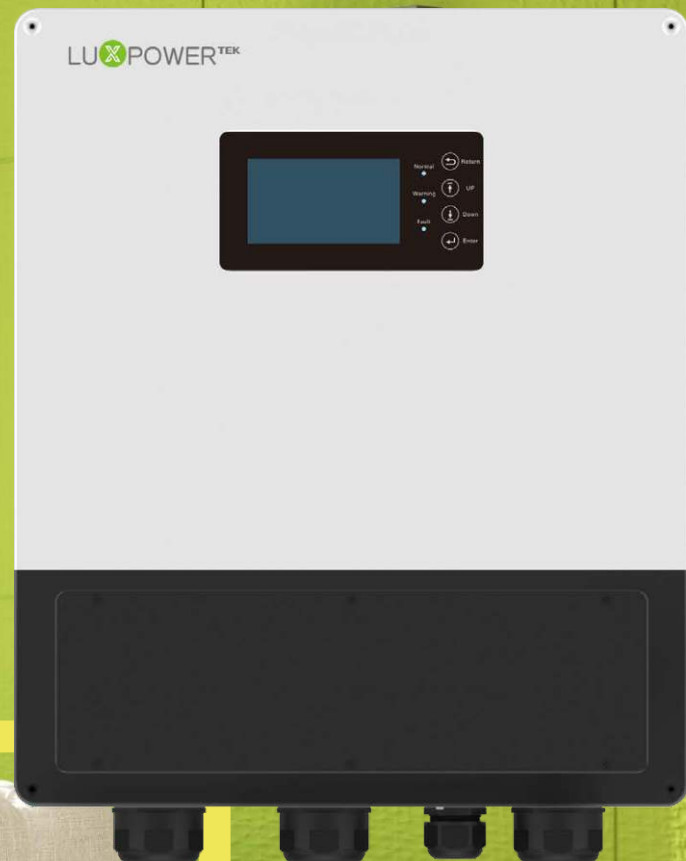 LUXPOWERTEK
Normal
Return
Warning
UP
Fault
Down
Enter